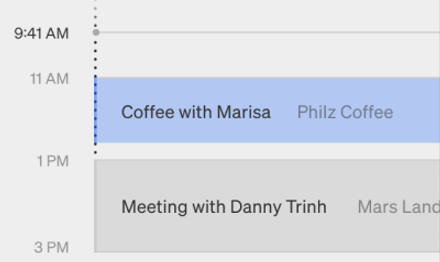 9:41 AM
11 AM
Coffee with Marisa Philz Coffee
1 PM
Meeting with Danny Trinh Mars Land
3 PM